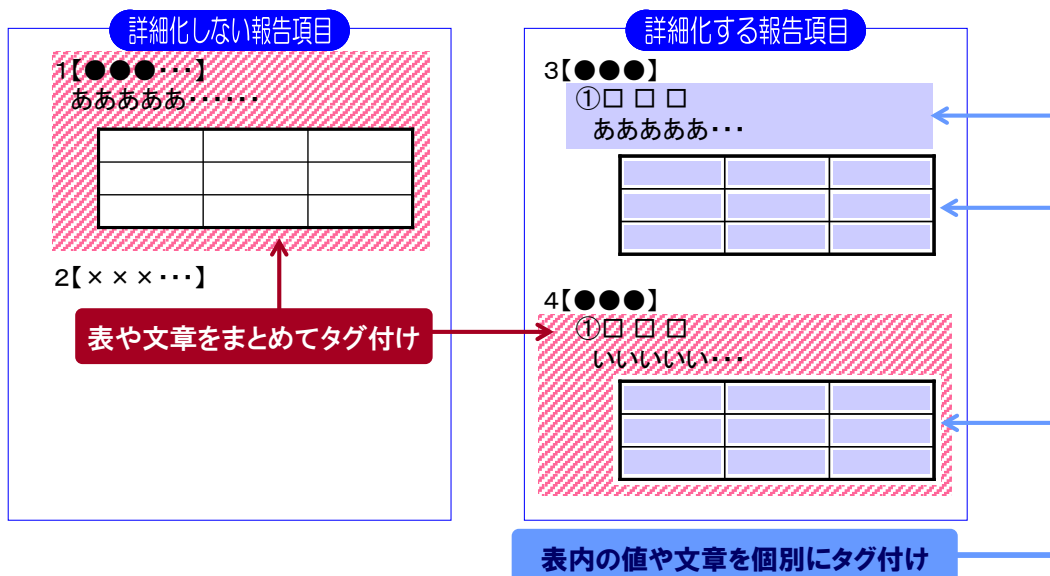 詳細化しない報告項目
1【●●●･･･】
あああああ･･････
2【×××･･･】
表や文章をまとめてタグ付け
詳細化する報告項目
3【●●●】
①□ □ □
あああああ･･･
4【●●●】
①□ □ □
いいいいい･･･
表内の値や文章を個別にタグ付け